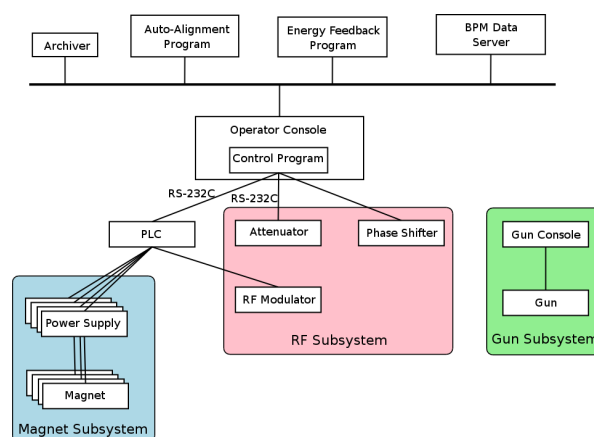 Archiver
Auto-Alignment
Program
Energy Feedback
Program
BPM Data
Server
Operator Console
Control Program
RS-232C
RS-232C
PLC
Attenuator
Phase Shifter
Gun Console
RF Modulator
Gun
Power Supply
RF Subsystem
Gun Subsystem
Magnet
Magnet Subsystem